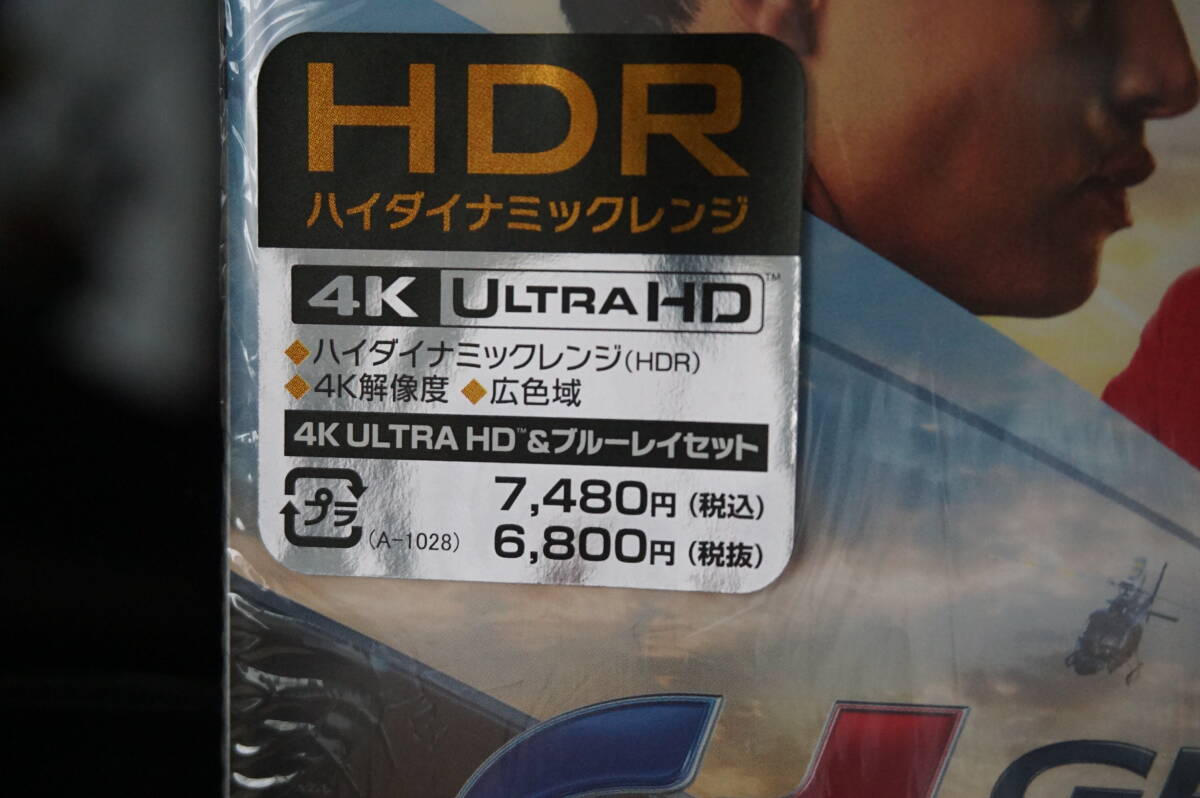 HDR
ハイダイナミックレンジ
4K ULTRA HD™
◆ハイダイナミックレンジ(HDR)
◆4K解像度 ◆広色域
4K ULTRA HD™&ブルーレイセット
プラ
7,480円(税込)
(A-1028) 6,800円(税抜)